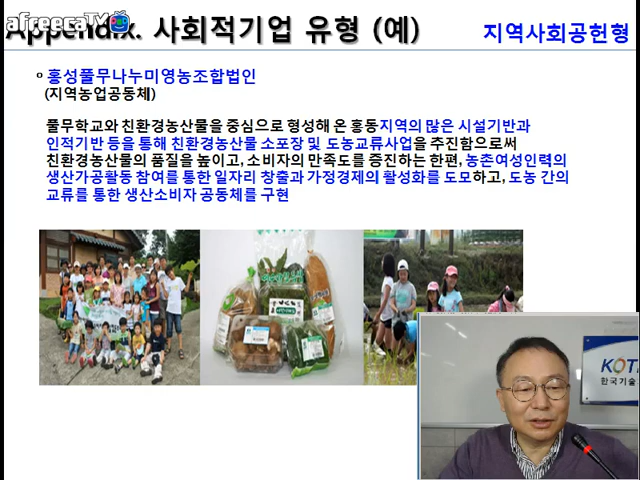 afreecaTV
Appendix. 사회적기업 유형 (예)
지역사회공헌형
홍성풀무나누미영농조합법인
(지역농업공동체)
풀무학교와 친환경농산물을 중심으로 형성해 온 홍동지역의 많은 시설기반과
인적기반 등을 통해 친환경농산물 소포장 및 도농교류사업을 추진함으로써
친환경농산물의 품질을 높이고, 소비자의 만족도를 증진하는 한편, 농촌여성인력의
생산가공활동 참여를 통한 일자리 창출과 가정경제의 활성화를 도모하고, 도농 간의
교류를 통한 생산소비자 공동체를 구현
한국기술